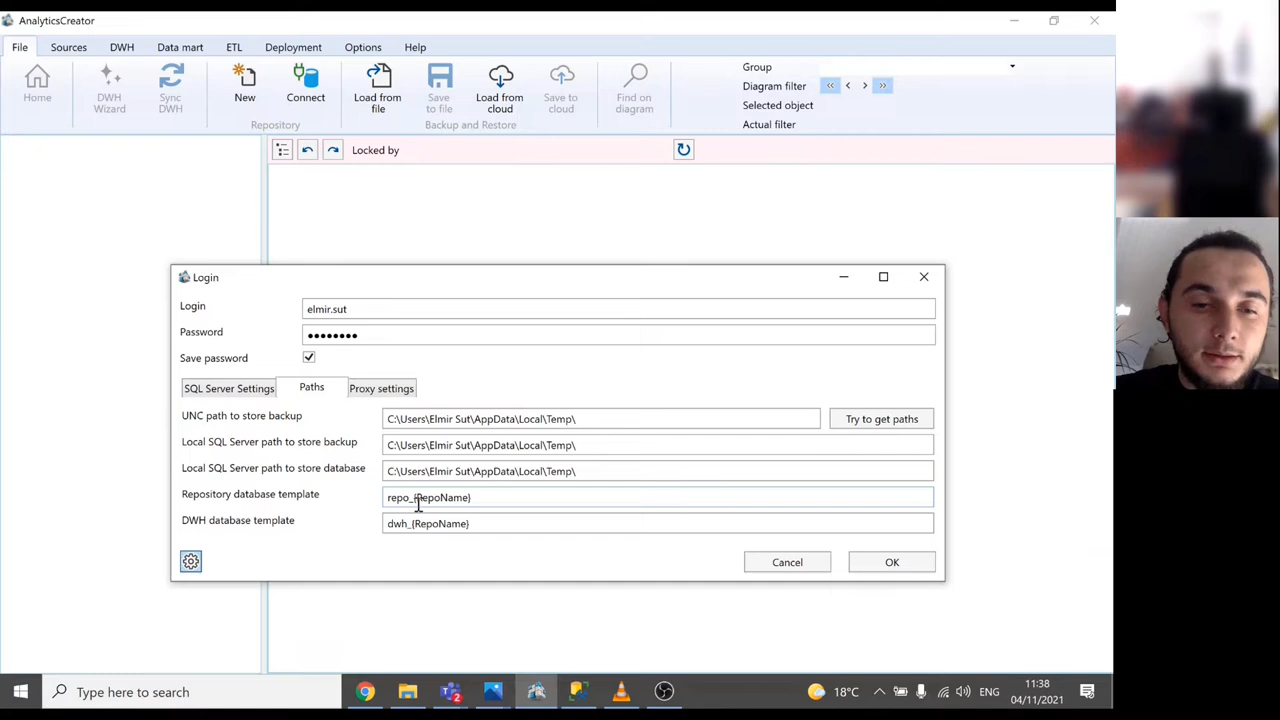 AnalyticsCreator
File Sources DWH Data mart ETL Deployment Options Help
Home
DWH Wizard
Sync DWH
New
Connect
Repository
Load from file
Save to file
Load from cloud
Save to cloud
Backup and Restore
Find on diagram
Group
Diagram filter
Selected object
Actual filter
Locked by
Login
Login elmir.sut
Password ●●●●●●●●
Save password
SQL Server Settings Paths Proxy settings
UNC path to store backup C:\Users\Elmir Sut\AppData\Local\Temp\ Try to get paths
Local SQL Server path to store backup C:\Users\Elmir Sut\AppData\Local\Temp\
Local SQL Server path to store database C:\Users\Elmir Sut\AppData\Local\Temp\
Repository database template repo_{RepoName}
DWH database template dwh_{RepoName}
Cancel OK
Type here to search
18°C
ENG
11:38
04/11/2021